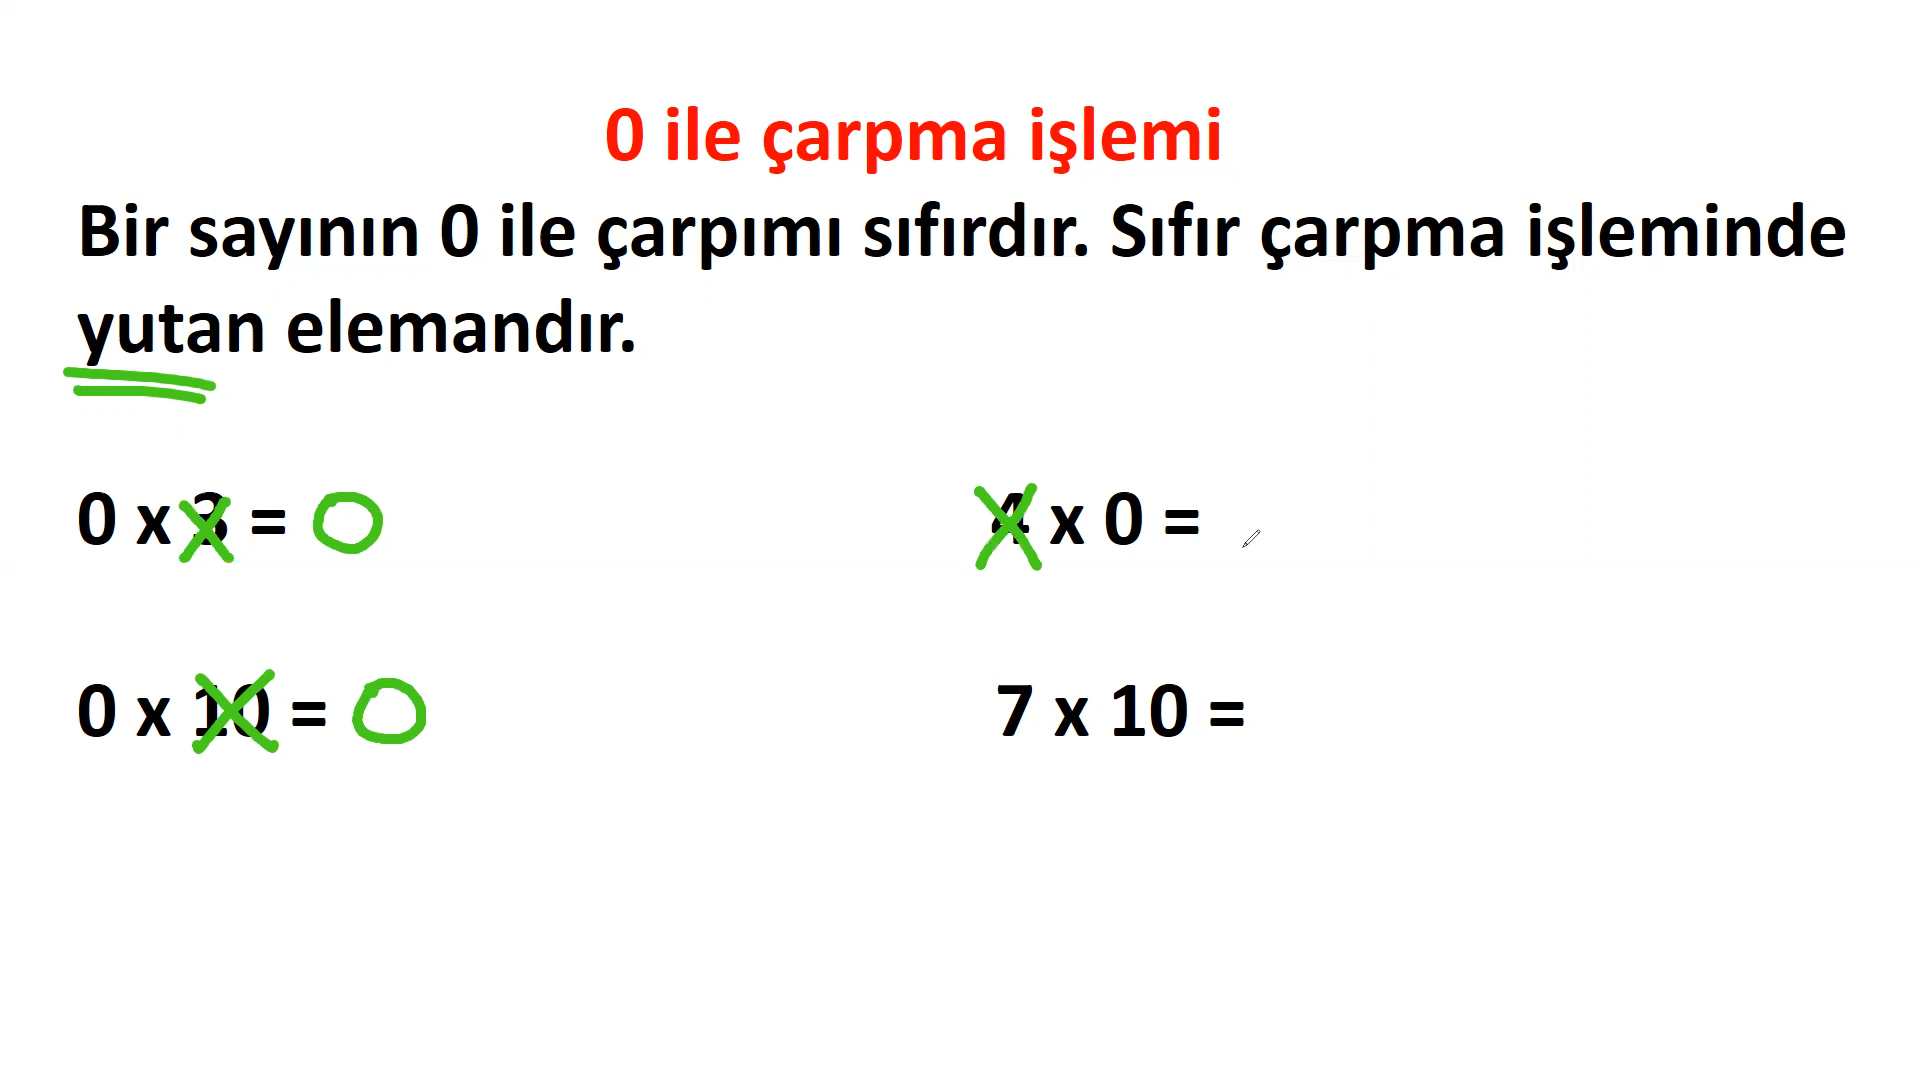 0 ile çarpma işlemi
Bir sayının 0 ile çarpımı sıfırdır. Sıfır çarpma işleminde
yutan elemandır.
0 x 3 = 0
4 x 0 =
0 x 10 = 0
7 x 10 =